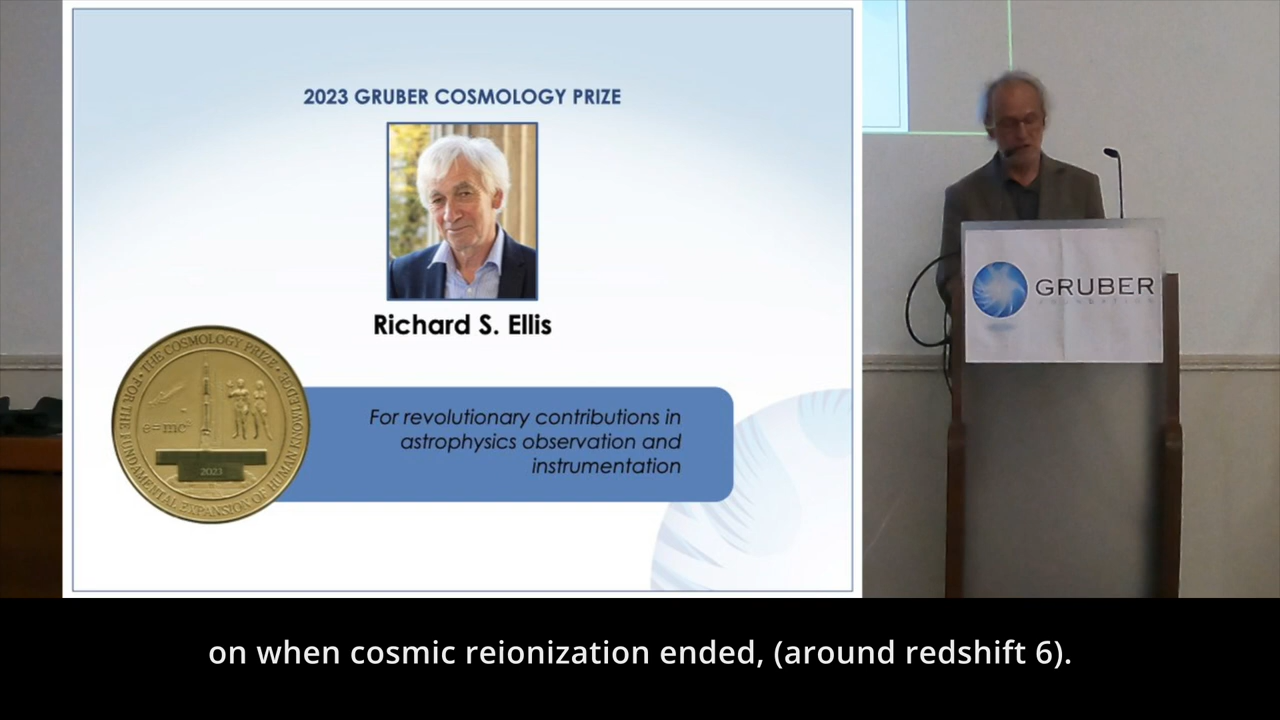 2023 GRUBER COSMOLOGY PRIZE
Richard S. Ellis
THE COSMOLOGY PRIZE • FOR THE FUNDAMENTAL EXPANSION OF HUMAN KNOWLEDGE •
e=mc²
2023
For revolutionary contributions in
astrophysics observation and
instrumentation
GRUBER
FOUNDATION
on when cosmic reionization ended, (around redshift 6).